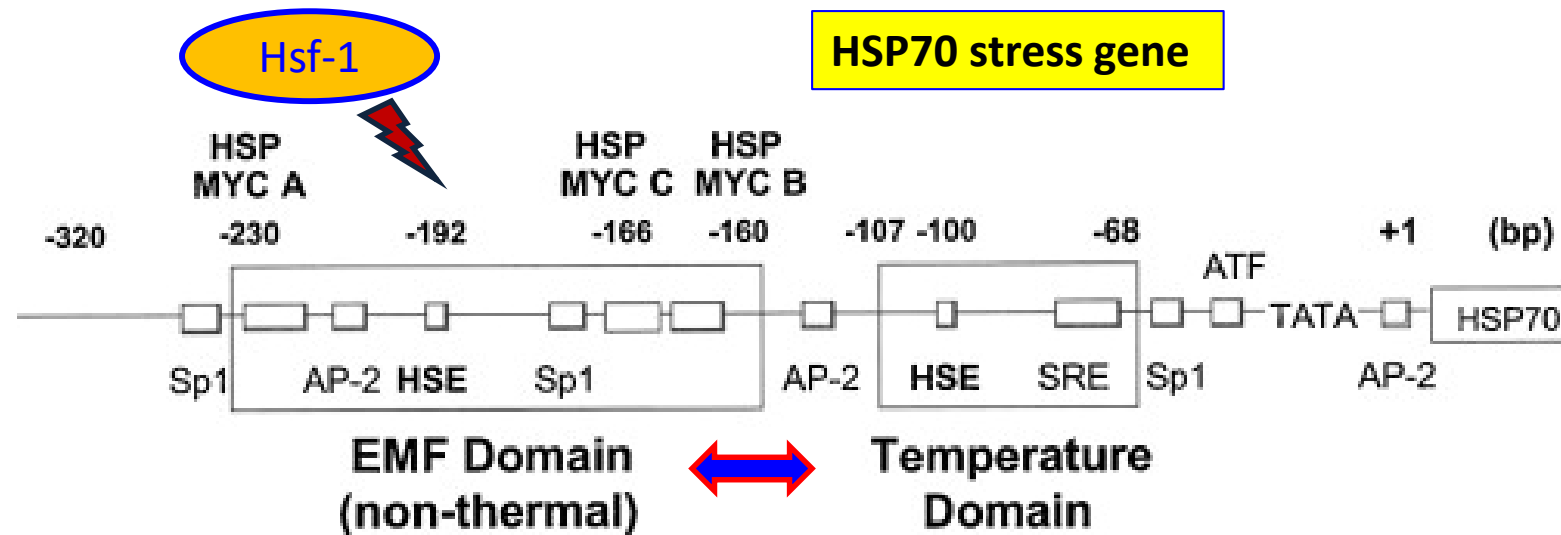 Hsf-1
HSP70 stress gene
HSP
MYC A
HSP
MYC C
HSP
MYC B
-320 -230 -192 -166 -160 -107 -100 -68 +1 (bp)
ATF
TATA
HSP70
Sp1 AP-2 HSE Sp1 AP-2 HSE SRE Sp1 AP-2
EMF Domain
(non-thermal)
Temperature
Domain